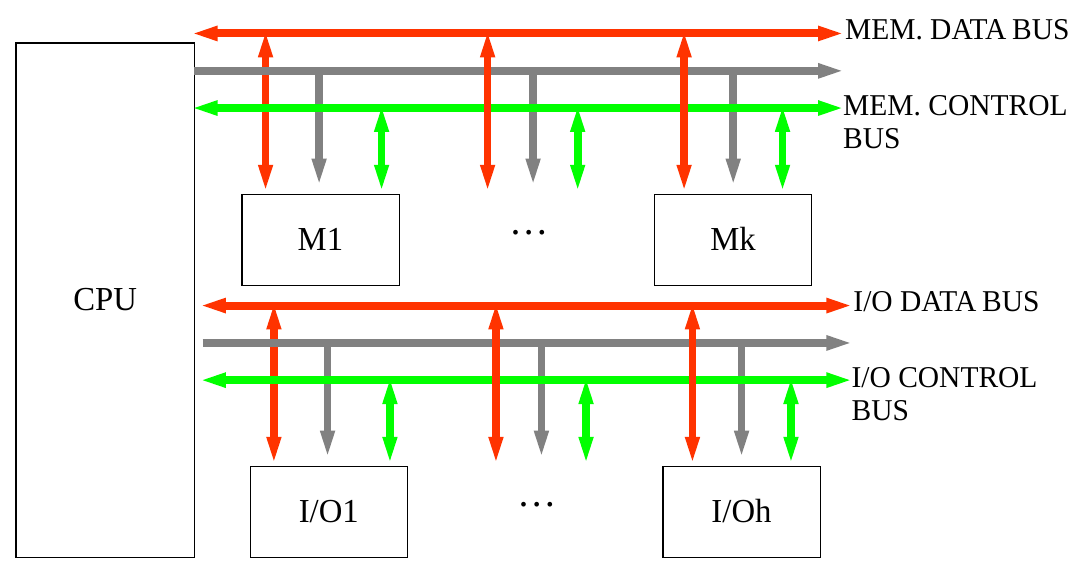 MEM. DATA BUS
MEM. CONTROL
BUS
M1
...
Mk
CPU
I/O DATA BUS
I/O CONTROL
BUS
I/O1
...
I/Oh